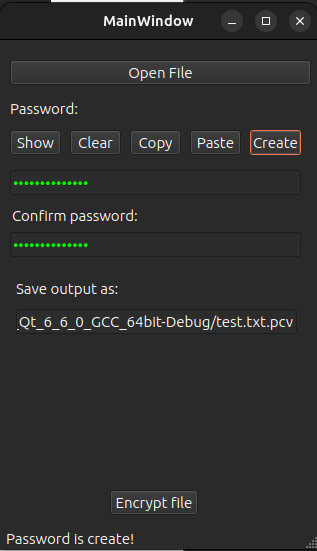 MainWindow
Open File
Password:
Show Clear Copy Paste Create
••••••••••••••
Confirm password:
••••••••••••••
Save output as:
_Qt_6_6_0_GCC_64bit-Debug/test.txt.pcv
Encrypt file
Password is create!